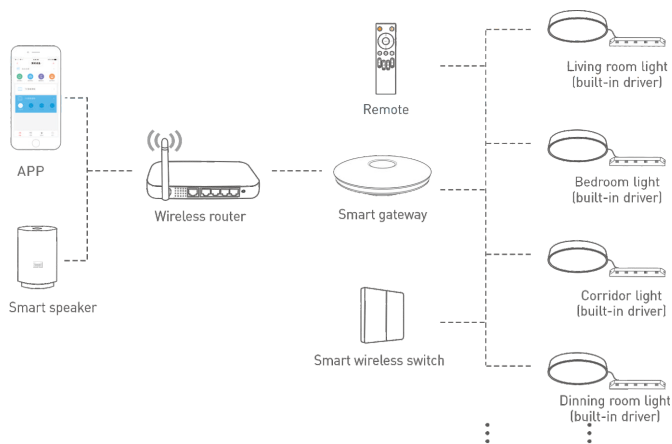 APP
Smart speaker
Wireless router
Remote
Smart gateway
Smart wireless switch
Living room light
(built-in driver)
Bedroom light
(built-in driver)
Corridor light
(built-in driver)
Dinning room light
(built-in driver)